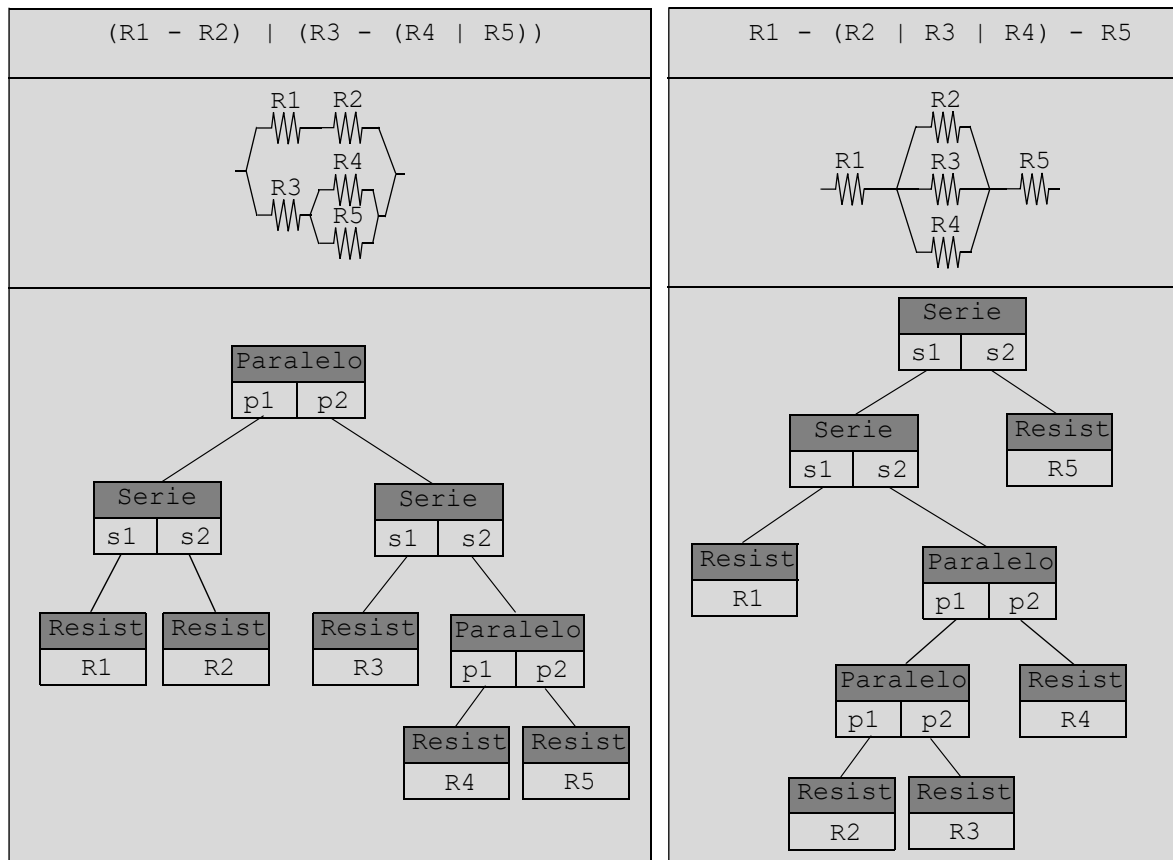 (R1 - R2) | (R3 - (R4 | R5))
R1 R2
R4
R3
R5
Paralelo
p1 p2
Serie Serie
s1 s2 s1 s2
Resist Resist Resist Paralelo
R1 R2 R3 p1 p2
Resist Resist
R4 R5
R1 - (R2 | R3 | R4) - R5
R2
R1 R3 R5
R4
Serie
s1 s2
Serie Resist
s1 s2 R5
Resist Paralelo
R1 p1 p2
Paralelo Resist
p1 p2 R4
Resist Resist
R2 R3